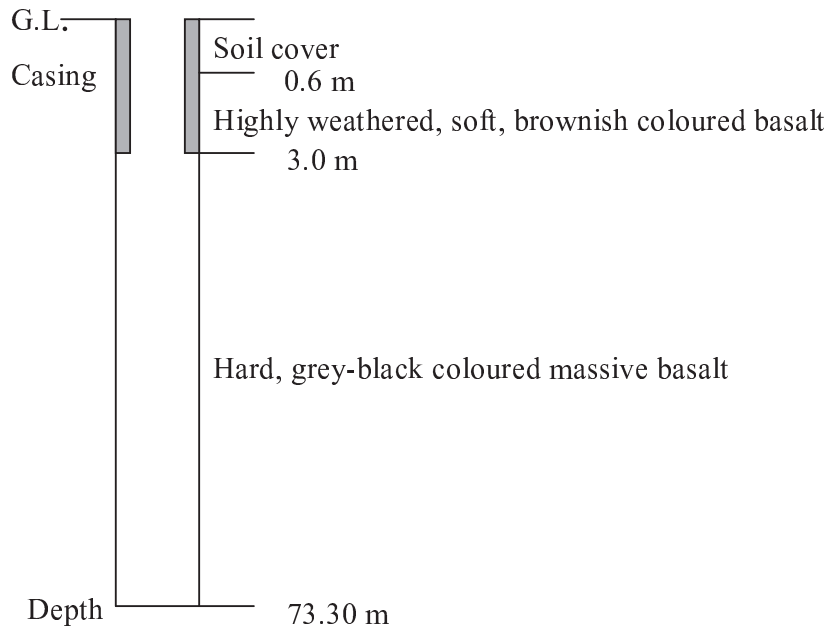 G.L.
Soil cover
Casing
0.6 m
Highly weathered, soft, brownish coloured basalt
3.0 m
Hard, grey-black coloured massive basalt
Depth
73.30 m